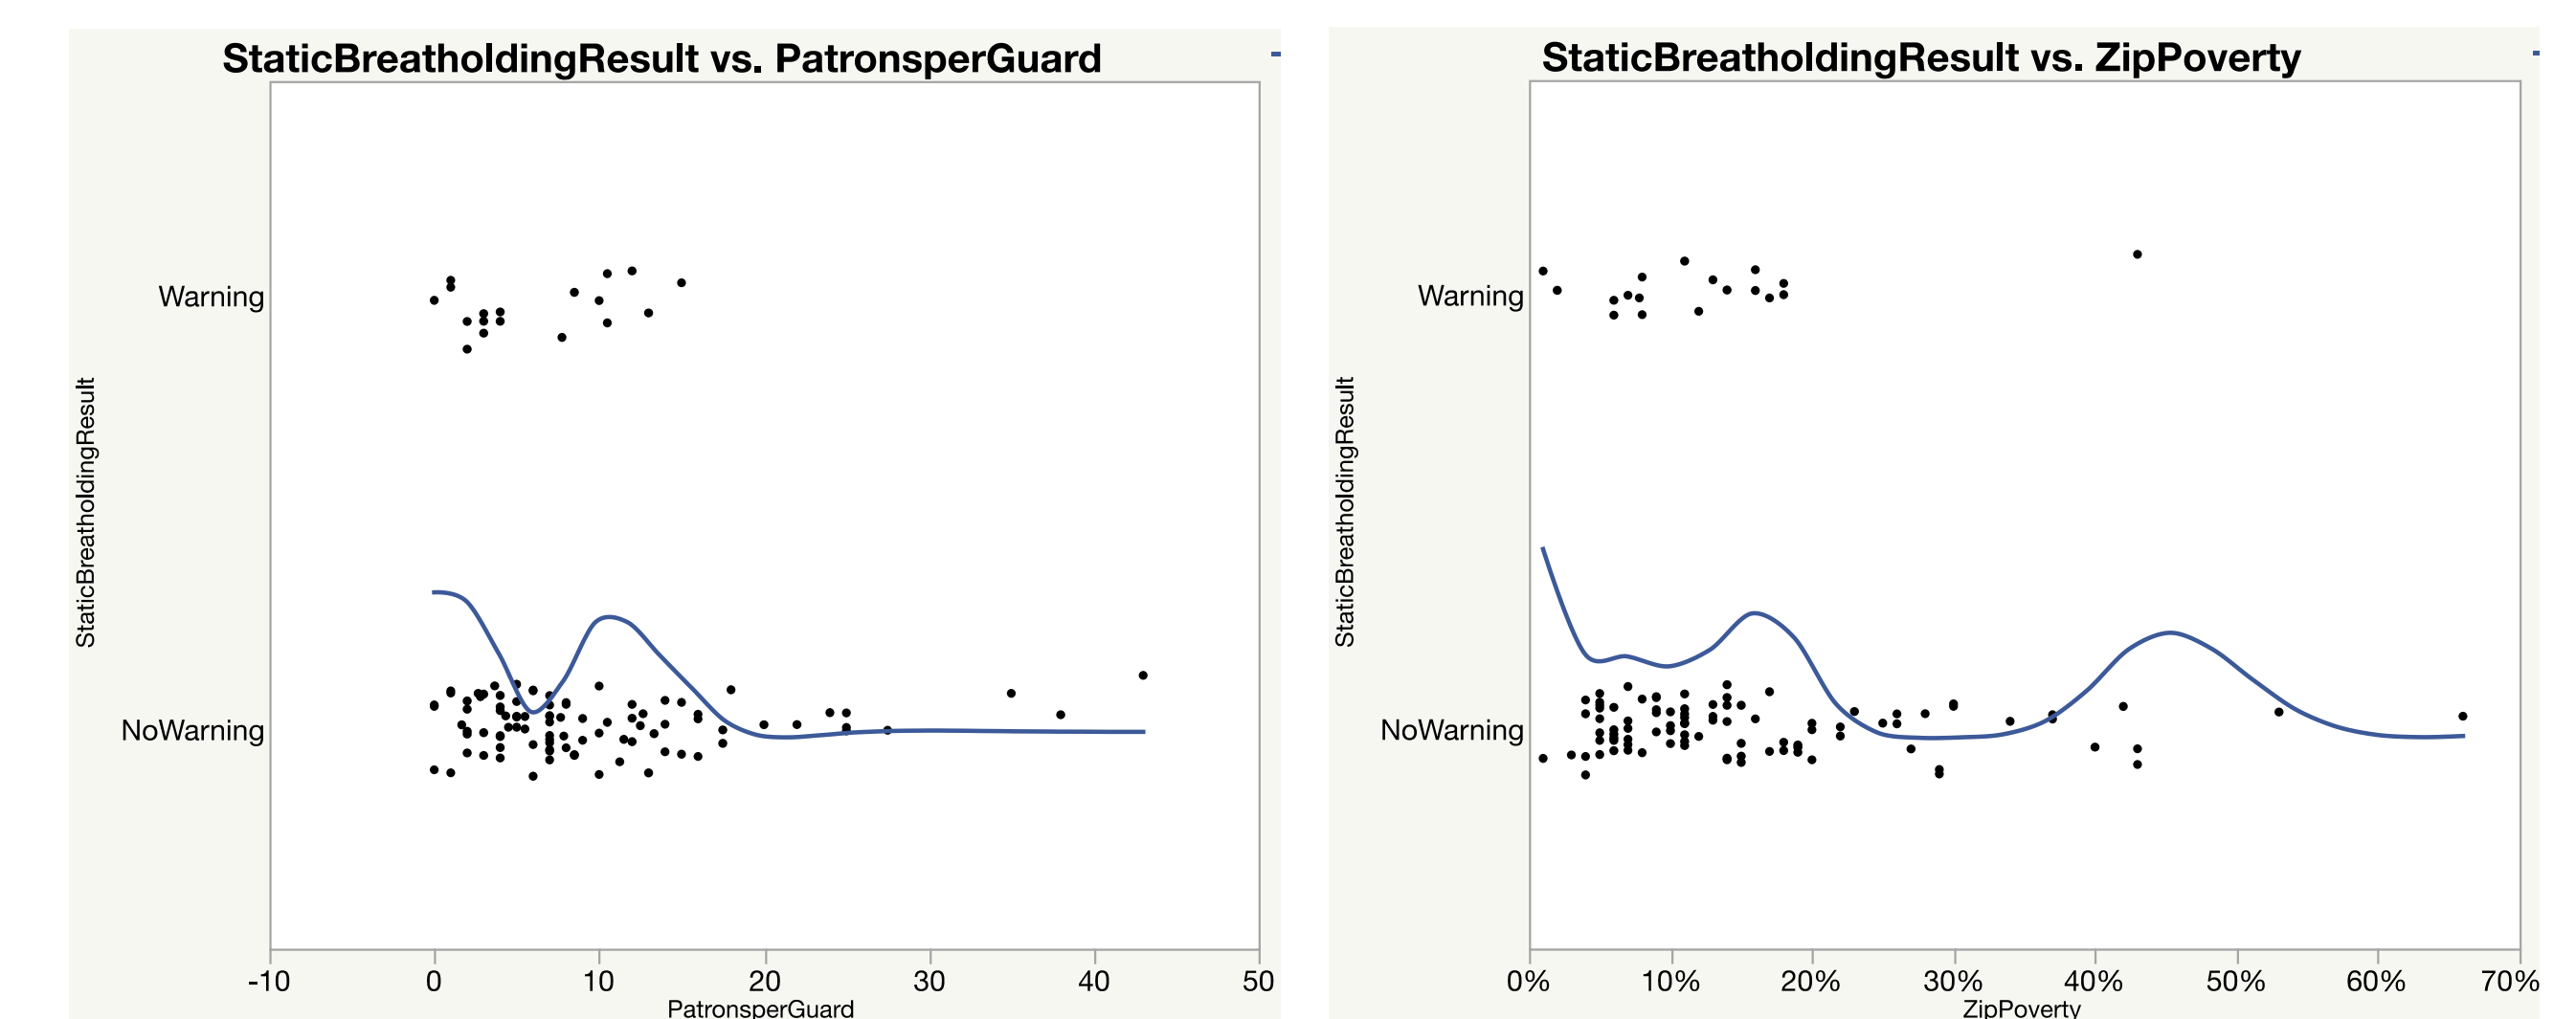 StaticBreatholdingResult vs. PatronsperGuard
Warning
NoWarning
StaticBreatholdingResult
-10 0 10 20 30 40 50
PatronsperGuard
StaticBreatholdingResult vs. ZipPoverty
Warning
NoWarning
StaticBreatholdingResult
0% 10% 20% 30% 40% 50% 60% 70%
ZipPoverty